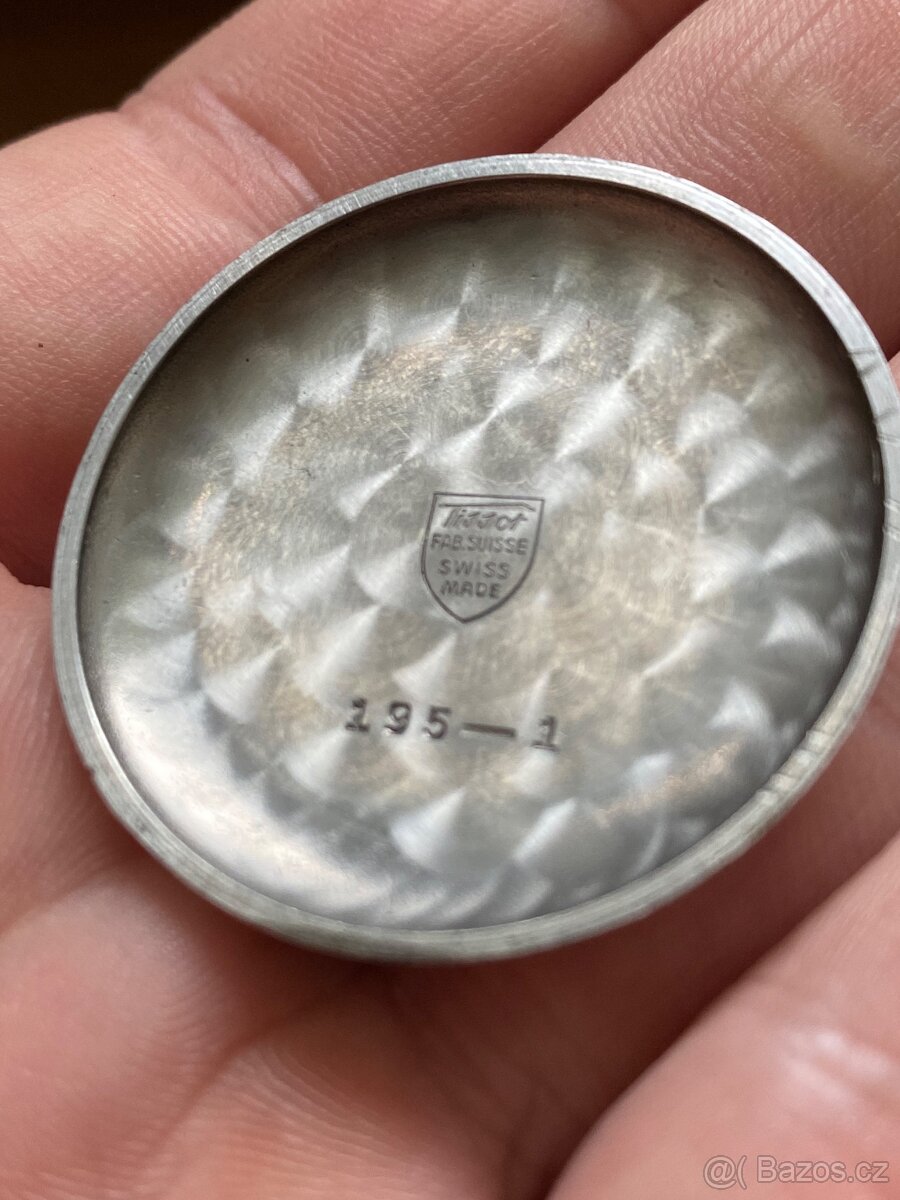 Tissot
FAB. SUISSE
SWISS
MADE
195—1
@( Bazos.cz